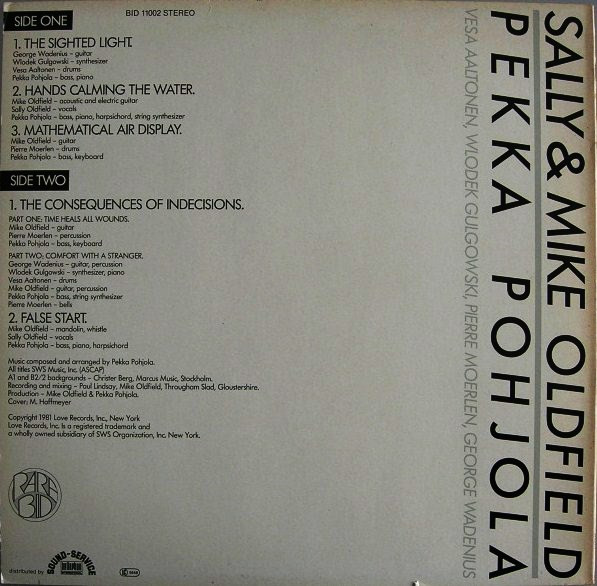 BID 11002 STEREO
SIDE ONE
1. THE SIGHTED LIGHT.
George Wadenius – guitar
Wlodek Gulgowski – synthesizer
Vesa Aaltonen – drums
Pekka Pohjola – bass, piano
2. HANDS CALMING THE WATER.
Mike Oldfield – acoustic and electric guitar
Sally Oldfield – vocals
Pekka Pohjola – bass, piano, harpsichord, string synthesizer
3. MATHEMATICAL AIR DISPLAY.
Mike Oldfield – guitar
Pierre Moerlen – drums
Pekka Pohjola – bass, keyboard
SIDE TWO
1. THE CONSEQUENCES OF INDECISIONS.
PART ONE: TIME HEALS ALL WOUNDS.
Mike Oldfield – guitar
Pierre Moerlen – percussion
Pekka Pohjola – bass, keyboard
PART TWO: COMFORT WITH A STRANGER.
George Wadenius – guitar, percussion
Wlodek Gulgowski – synthesizer, piano
Vesa Aaltonen – drums
Mike Oldfield – guitar, percussion
Pekka Pohjola – bass, string synthesizer
Pierre Moerlen – bells
2. FALSE START.
Mike Oldfield – mandolin, whistle
Sally Oldfield – vocals
Pekka Pohjola – bass, piano, harpsichord
Music composed and arranged by Pekka Pohjola.
All titles SWS Music, Inc. (ASCAP)
A1 and B2/2 backgrounds – Christer Berg, Marcus Music, Stockholm.
Recording and mixing – Paul Lindsay, Mike Oldfield, Througham Slad, Gloustershire.
Production – Mike Oldfield & Pekka Pohjola.
Cover: M. Hoffmeyer
Copyright 1981 Love Records, Inc., New York
Love Records, Inc. Is a registered trademark and
a wholly owned subsidiary of SWS Organization, Inc. New York.
RARE BID
distributed by SOUND-SERVICE
SALLY & MIKE OLDFIELD
PEKKA POHJOLA
VESA AALTONEN, WLODEK GULGOWSKI, PIERRE MOERLEN, GEORGE WADENIUS